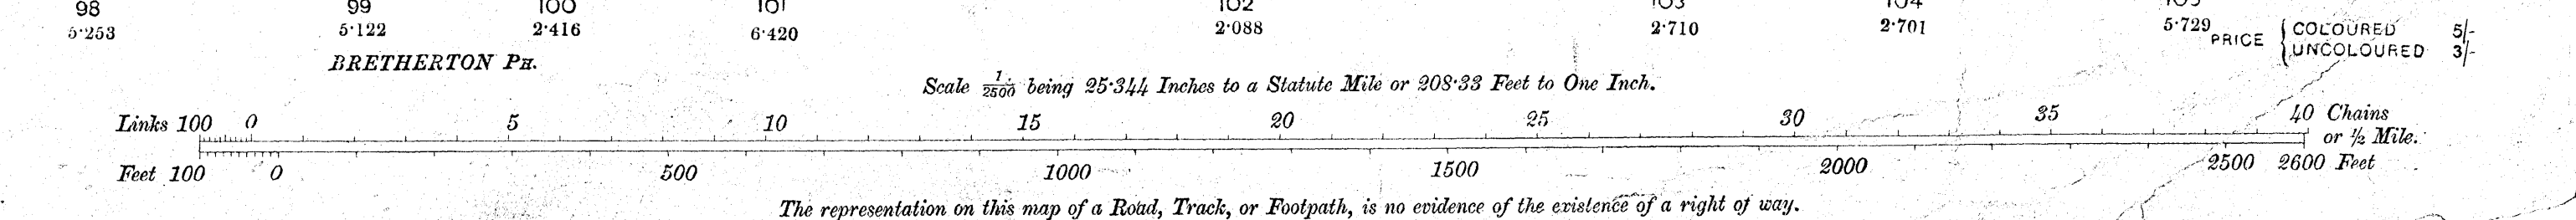 98 99 100 101 102 103 104 105
5·253 5·122 2·416 6·420 2·088 2·710 2·701 5·729
PRICE { COLOURED 5/-
UNCOLOURED 3/-
BRETHERTON PH.
Scale 1/2500 being 25·344 Inches to a Statute Mile or 208·33 Feet to One Inch.
Links 100 0 5 10 15 20 25 30 35 40 Chains
or ½ Mile.
Feet 100 0 500 1000 1500 2000 2500 2600 Feet
The representation on this map of a Road, Track, or Footpath, is no evidence of the existence of a right of way.